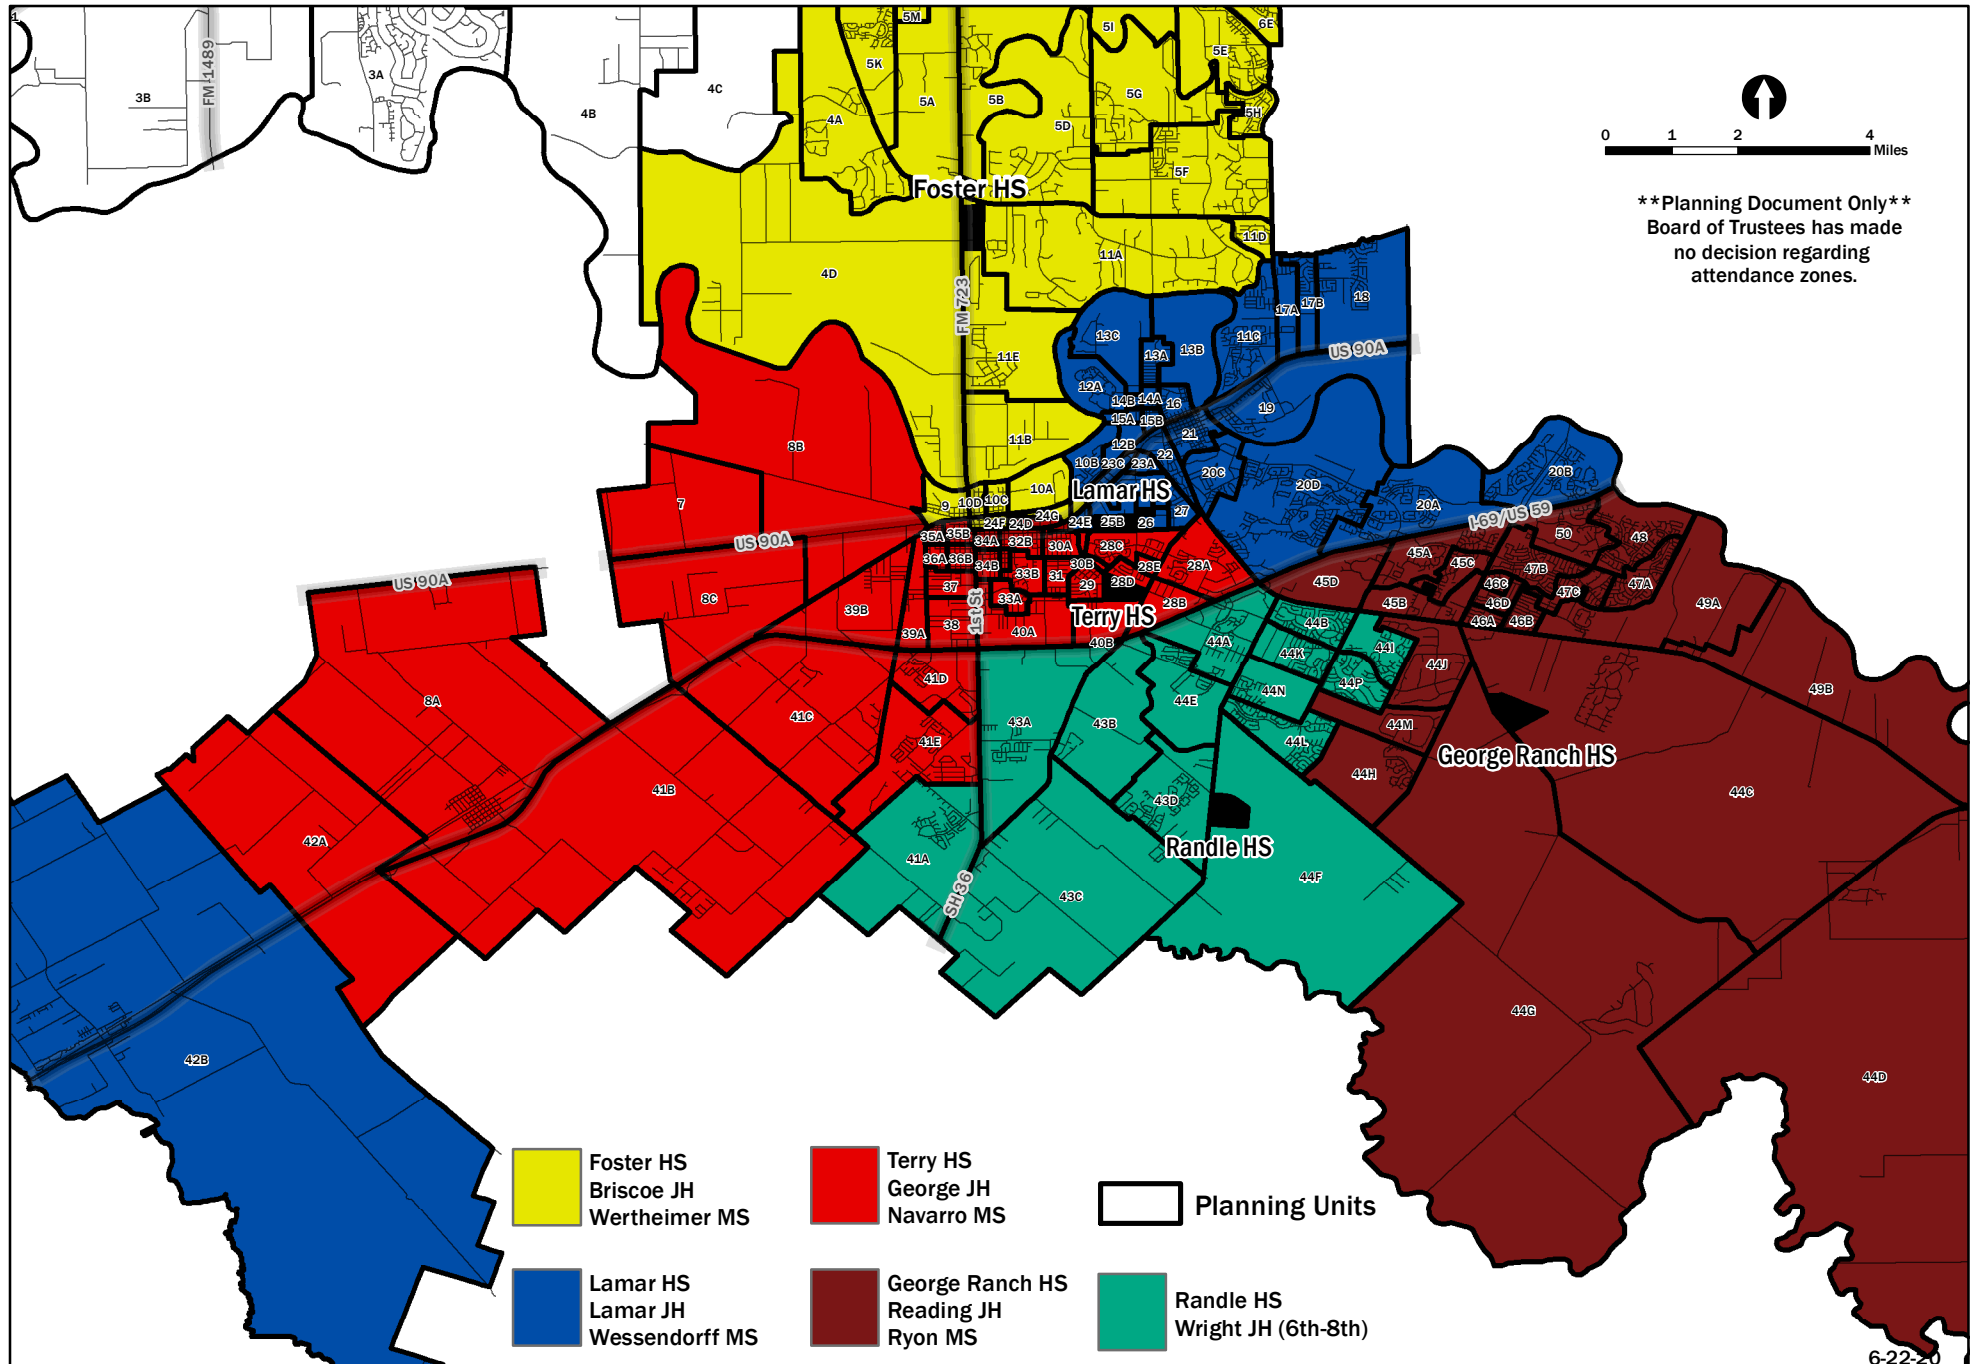 1
3B
FM 1489
3A
4B
4C
5M
5K
5A
4A
5B
5D
5I
5G
5E
6E
5H
5F
Foster HS
11D
11A
4D
FM 723
11E
11B
13C
13A
13B
12A
14B
14A
16
15A
15B
12B
21
22
10B
23C
23A
Lamar HS
20C
11C
17A
17B
18
US 90A
19
20D
20A
20B
I-69/US 59
27
26
25B
24E
24G
24D
24F
9
10D
10C
10A
8B
7
US 90A
US 90A
8C
35A
35B
34A
32B
30A
28C
36A
36B
34B
33B
31
30B
29
28D
28E
28A
37
33A
28B
Terry HS
39B
39A
38
1st St
40A
40B
41D
41C
41E
8A
41B
42A
42B
41A
SH 36
43A
43B
43D
43C
Randle HS
44A
44B
44K
44I
44P
44N
44E
44L
44F
44J
44M
44H
George Ranch HS
45D
45A
45B
45C
46C
46D
46A
46B
47B
47C
47A
50
48
49A
49B
44C
44G
44D
0 1 2 4
Miles
**Planning Document Only**
Board of Trustees has made
no decision regarding
attendance zones.
Foster HS
Briscoe JH
Wertheimer MS
Terry HS
George JH
Navarro MS
Planning Units
Lamar HS
Lamar JH
Wessendorff MS
George Ranch HS
Reading JH
Ryon MS
Randle HS
Wright JH (6th-8th)
6-22-20